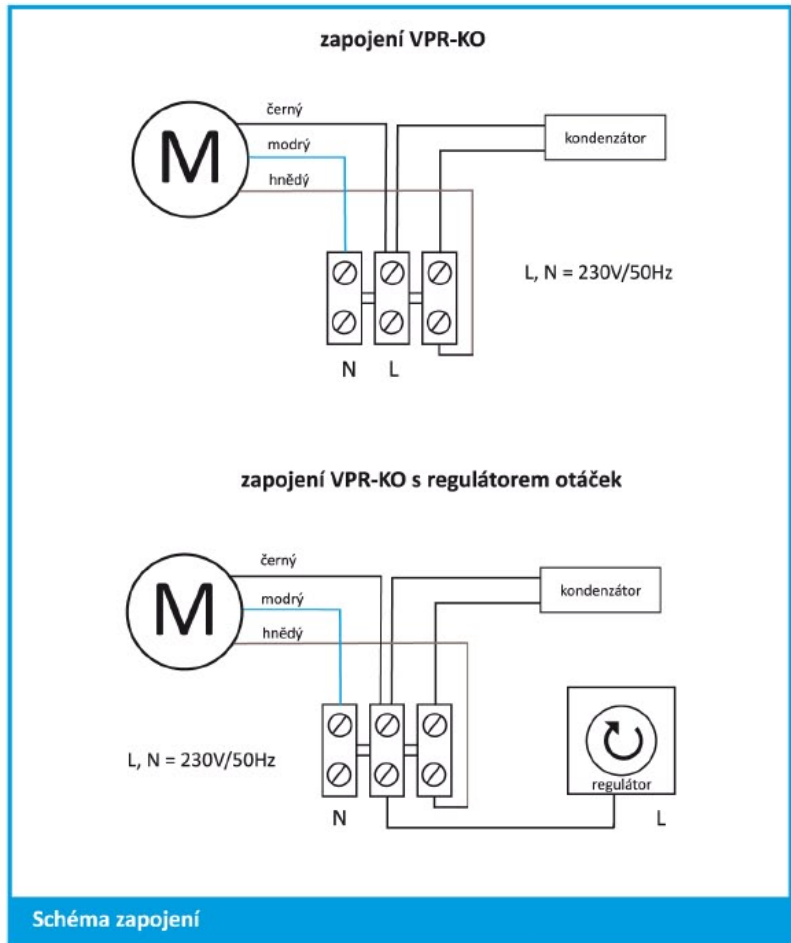 zapojení VPR-KO
černý
modrý
hnědý
M
kondenzátor
L, N = 230V/50Hz
N L
zapojení VPR-KO s regulátorem otáček
černý
modrý
hnědý
M
kondenzátor
L, N = 230V/50Hz
regulátor
N L
Schéma zapojení